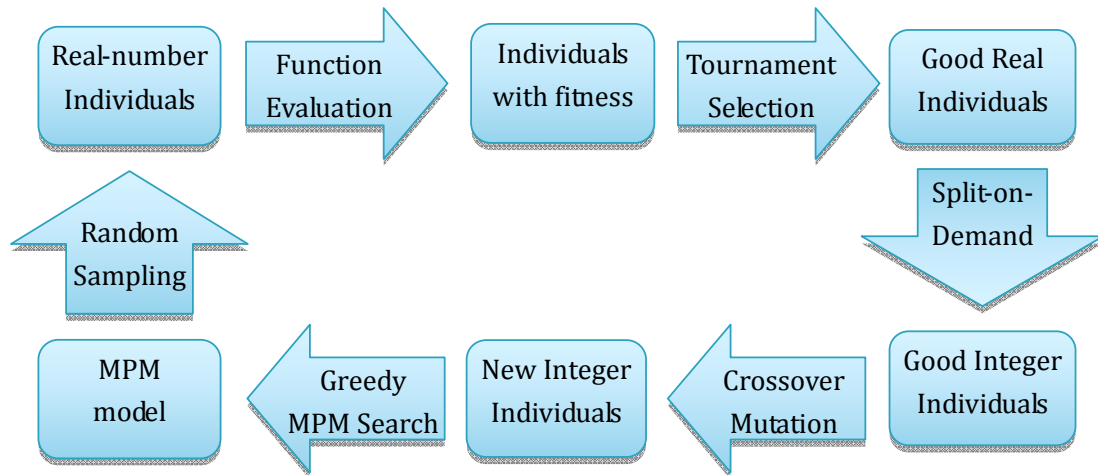 Real-number
Individuals
Function
Evaluation
Individuals
with fitness
Tournament
Selection
Good Real
Individuals
Split-on-
Demand
Good Integer
Individuals
Crossover
Mutation
New Integer
Individuals
Greedy
MPM Search
MPM
model
Random
Sampling